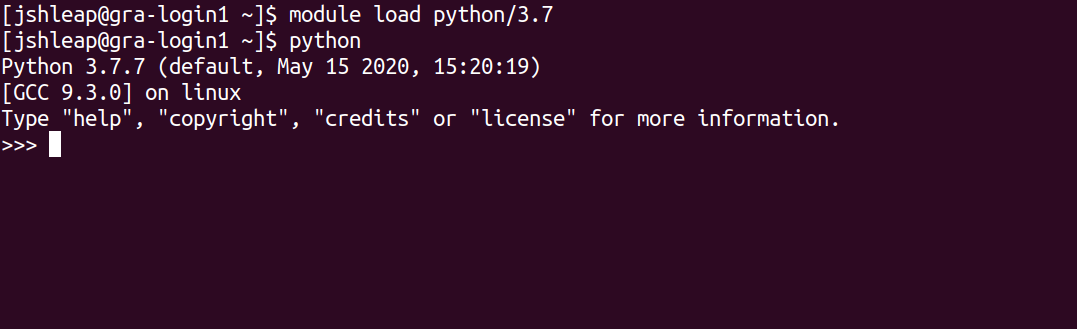 [jshleap@gra-login1 ~]$ module load python/3.7
[jshleap@gra-login1 ~]$ python
Python 3.7.7 (default, May 15 2020, 15:20:19)
[GCC 9.3.0] on linux
Type "help", "copyright", "credits" or "license" for more information.
>>>